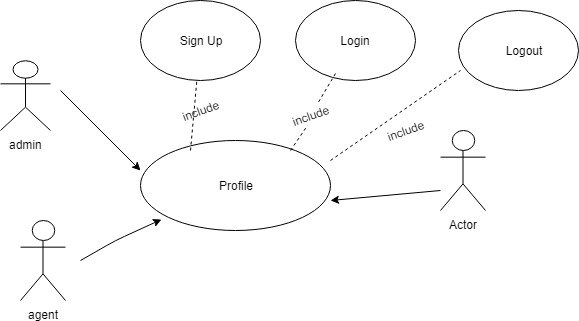 Sign Up
Login
Logout
include
include
include
admin
Profile
Actor
agent